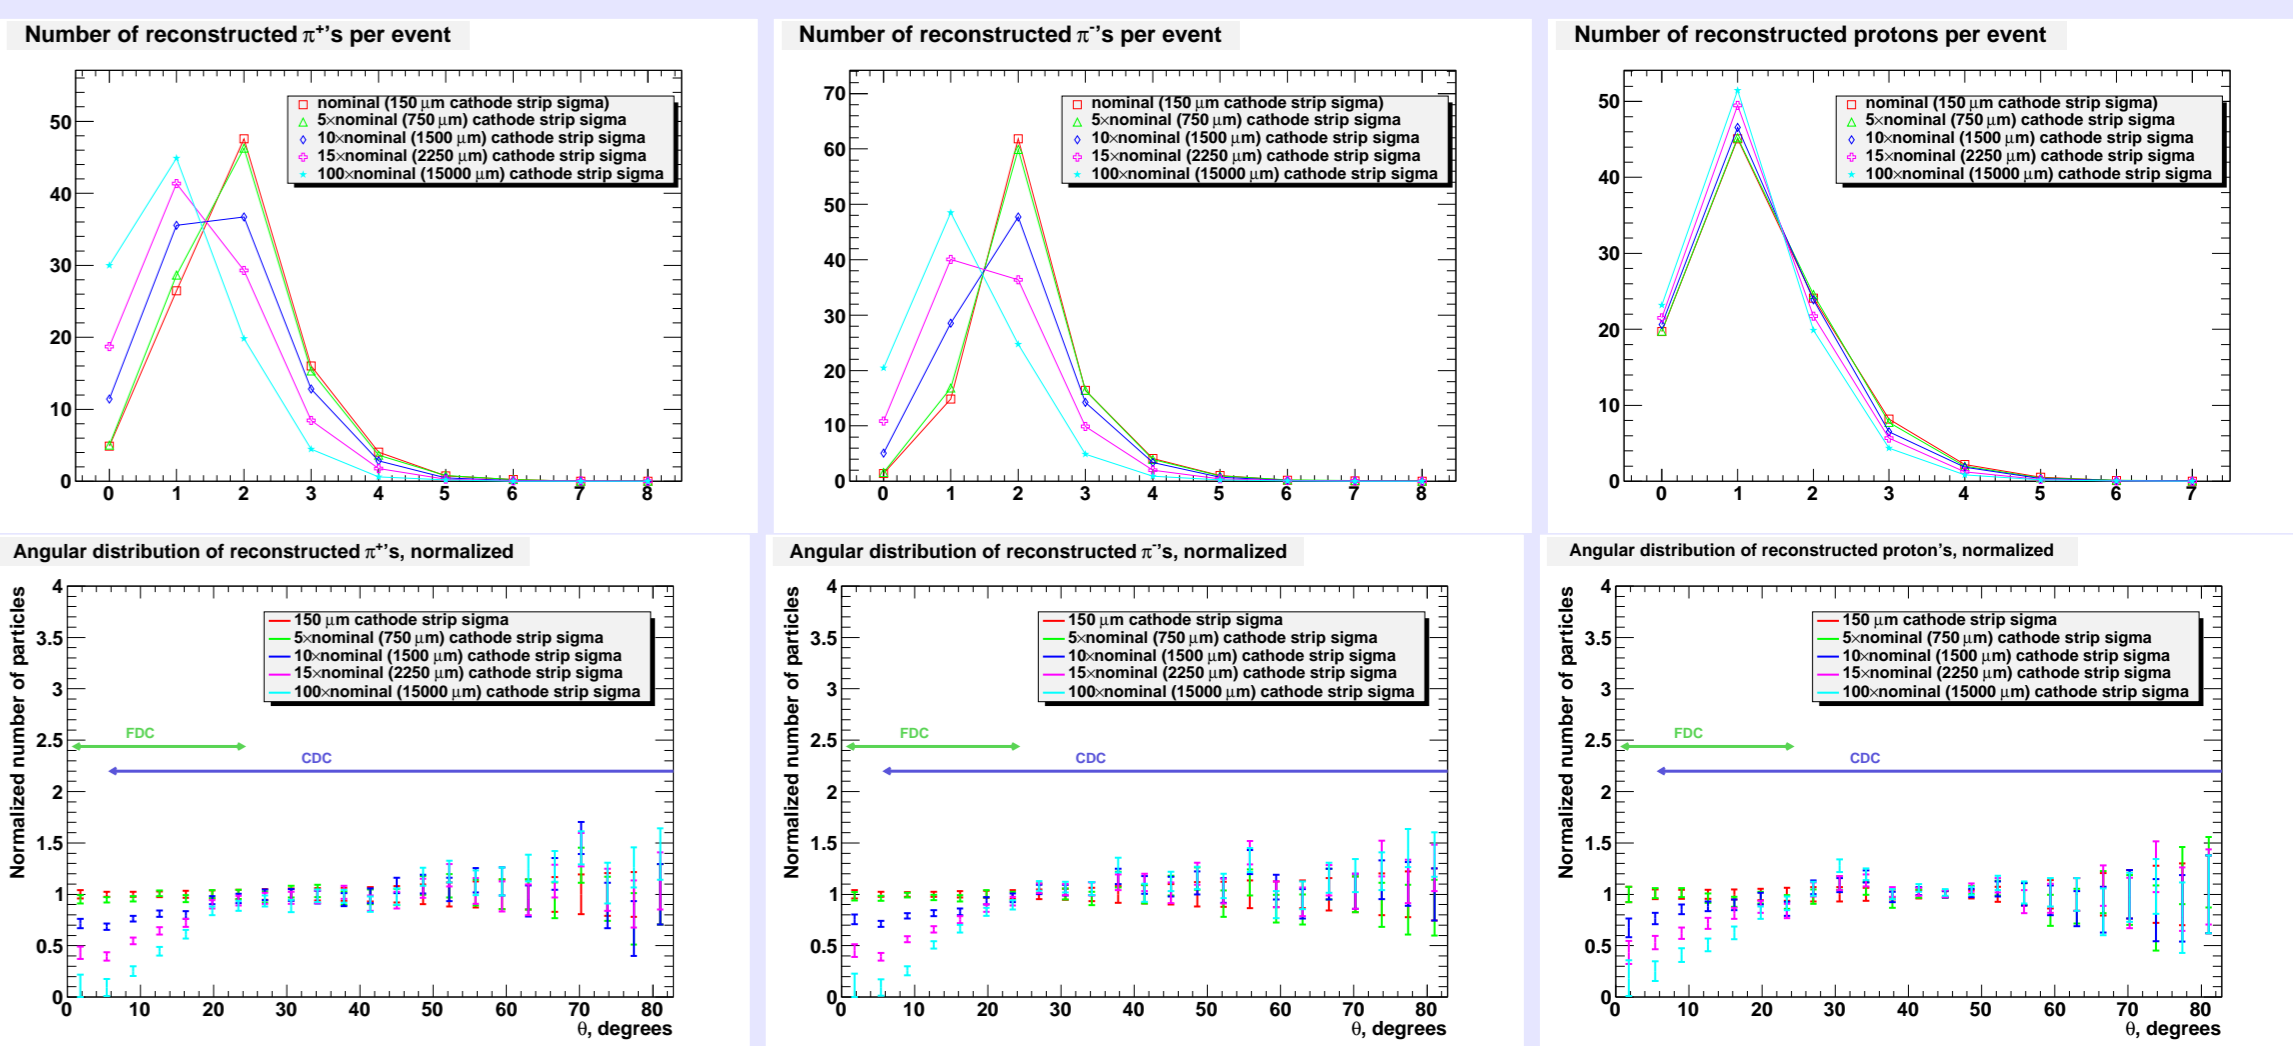 Number of reconstructed π⁺'s per event
50
40
30
20
10
0
0 1 2 3 4 5 6 7 8
nominal (150 μm cathode strip sigma)
5×nominal (750 μm) cathode strip sigma
10×nominal (1500 μm) cathode strip sigma
15×nominal (2250 μm) cathode strip sigma
100×nominal (15000 μm) cathode strip sigma
Number of reconstructed π⁻'s per event
70
60
50
40
30
20
10
0
0 1 2 3 4 5 6 7 8
nominal (150 μm cathode strip sigma)
5×nominal (750 μm) cathode strip sigma
10×nominal (1500 μm) cathode strip sigma
15×nominal (2250 μm) cathode strip sigma
100×nominal (15000 μm) cathode strip sigma
Number of reconstructed protons per event
50
40
30
20
10
0
0 1 2 3 4 5 6 7
nominal (150 μm cathode strip sigma)
5×nominal (750 μm) cathode strip sigma
10×nominal (1500 μm) cathode strip sigma
15×nominal (2250 μm) cathode strip sigma
100×nominal (15000 μm) cathode strip sigma
Angular distribution of reconstructed π⁺'s, normalized
Normalized number of particles
4
3.5
3
2.5
2
1.5
1
0.5
0
0 10 20 30 40 50 60 70 80
θ, degrees
150 μm cathode strip sigma
5×nominal (750 μm) cathode strip sigma
10×nominal (1500 μm) cathode strip sigma
15×nominal (2250 μm) cathode strip sigma
100×nominal (15000 μm) cathode strip sigma
FDC
CDC
Angular distribution of reconstructed π⁻'s, normalized
Normalized number of particles
4
3.5
3
2.5
2
1.5
1
0.5
0
0 10 20 30 40 50 60 70 80
θ, degrees
150 μm cathode strip sigma
5×nominal (750 μm) cathode strip sigma
10×nominal (1500 μm) cathode strip sigma
15×nominal (2250 μm) cathode strip sigma
100×nominal (15000 μm) cathode strip sigma
FDC
CDC
Angular distribution of reconstructed proton's, normalized
Normalized number of particles
4
3.5
3
2.5
2
1.5
1
0.5
0
0 10 20 30 40 50 60 70 80
θ, degrees
150 μm cathode strip sigma
5×nominal (750 μm) cathode strip sigma
10×nominal (1500 μm) cathode strip sigma
15×nominal (2250 μm) cathode strip sigma
100×nominal (15000 μm) cathode strip sigma
FDC
CDC